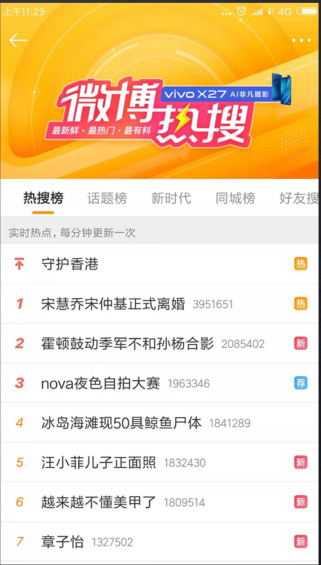 上午11:29
4G
微博热搜
vivo X27 AI非凡摄影
最新鲜·最热门·最有料
热搜榜 话题榜 新时代 同城榜 好友搜
实时热点，每分钟更新一次
守护香港 热
1 宋慧乔宋仲基正式离婚 3951651 热
2 霍顿鼓动季军不和孙杨合影 2085402 新
3 nova夜色自拍大赛 1963346 荐
4 冰岛海滩现50具鲸鱼尸体 1841289
5 汪小菲儿子正面照 1832430 新
6 越来越不懂美甲了 1809514 新
7 章子怡 1327502 新